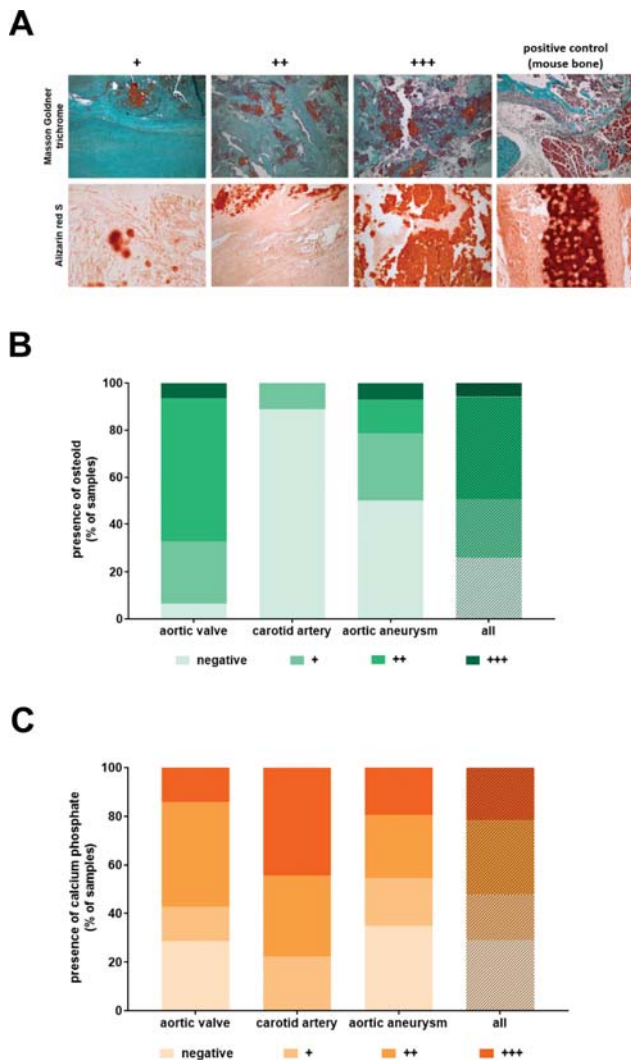 A
+
++
+++
positive control
(mouse bone)
Masson Goldner
trichrome
Alizarin red S
B
presence of osteoid
(% of samples)
100
80
60
40
20
0
aortic valve
carotid artery
aortic aneurysm
all
negative
+
++
+++
C
presence of calcium phosphate
(% of samples)
100
80
60
40
20
0
aortic valve
carotid artery
aortic aneurysm
all
negative
+
++
+++